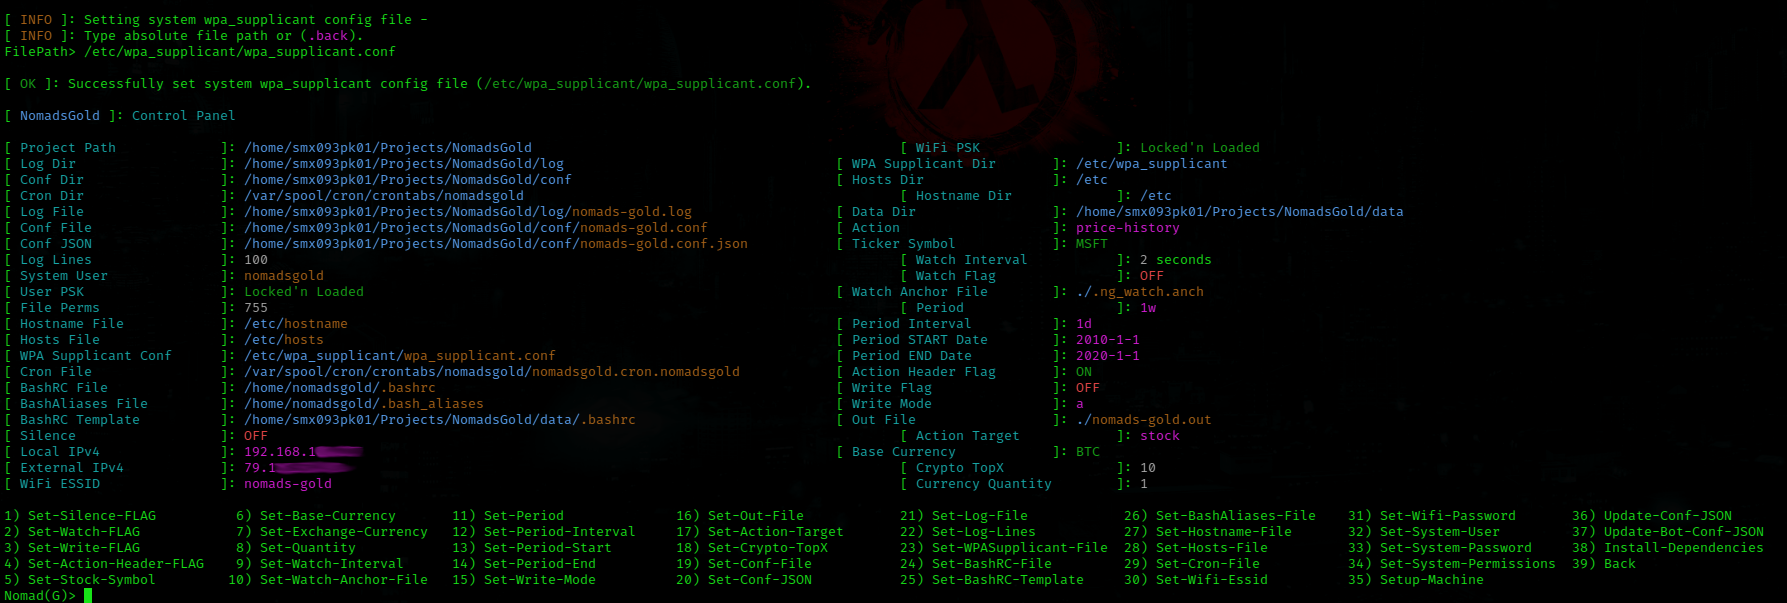 [ INFO ]: Setting system wpa_supplicant config file -
[ INFO ]: Type absolute file path or (.back).
FilePath> /etc/wpa_supplicant/wpa_supplicant.conf
[ OK ]: Successfully set system wpa_supplicant config file (/etc/wpa_supplicant/wpa_supplicant.conf).
[ NomadsGold ]: Control Panel
[ Project Path ]: /home/smx093pk01/Projects/NomadsGold [ WiFi PSK ]: Locked'n Loaded
[ Log Dir ]: /home/smx093pk01/Projects/NomadsGold/log [ WPA Supplicant Dir ]: /etc/wpa_supplicant
[ Conf Dir ]: /home/smx093pk01/Projects/NomadsGold/conf [ Hosts Dir ]: /etc
[ Cron Dir ]: /var/spool/cron/crontabs/nomadsgold [ Hostname Dir ]: /etc
[ Log File ]: /home/smx093pk01/Projects/NomadsGold/log/nomads-gold.log [ Data Dir ]: /home/smx093pk01/Projects/NomadsGold/data
[ Conf File ]: /home/smx093pk01/Projects/NomadsGold/conf/nomads-gold.conf [ Action ]: price-history
[ Conf JSON ]: /home/smx093pk01/Projects/NomadsGold/conf/nomads-gold.conf.json [ Ticker Symbol ]: MSFT
[ Log Lines ]: 100 [ Watch Interval ]: 2 seconds
[ System User ]: nomadsgold [ Watch Flag ]: OFF
[ User PSK ]: Locked'n Loaded [ Watch Anchor File ]: ./.ng_watch.anch
[ File Perms ]: 755 [ Period ]: 1w
[ Hostname File ]: /etc/hostname [ Period Interval ]: 1d
[ Hosts File ]: /etc/hosts [ Period START Date ]: 2010-1-1
[ WPA Supplicant Conf ]: /etc/wpa_supplicant/wpa_supplicant.conf [ Period END Date ]: 2020-1-1
[ Cron File ]: /var/spool/cron/crontabs/nomadsgold/nomadsgold.cron.nomadsgold [ Action Header Flag ]: ON
[ BashRC File ]: /home/nomadsgold/.bashrc [ Write Flag ]: OFF
[ BashAliases File ]: /home/nomadsgold/.bash_aliases [ Write Mode ]: a
[ BashRC Template ]: /home/smx093pk01/Projects/NomadsGold/data/.bashrc [ Out File ]: ./nomads-gold.out
[ Silence ]: OFF [ Action Target ]: stock
[ Local IPv4 ]: 192.168.1 [ Base Currency ]: BTC
[ External IPv4 ]: 79.1 [ Crypto TopX ]: 10
[ WiFi ESSID ]: nomads-gold [ Currency Quantity ]: 1
1) Set-Silence-FLAG 6) Set-Base-Currency 11) Set-Period 16) Set-Out-File 21) Set-Log-File 26) Set-BashAliases-File 31) Set-Wifi-Password 36) Update-Conf-JSON
2) Set-Watch-FLAG 7) Set-Exchange-Currency 12) Set-Period-Interval 17) Set-Action-Target 22) Set-Log-Lines 27) Set-Hostname-File 32) Set-System-User 37) Update-Bot-Conf-JSON
3) Set-Write-FLAG 8) Set-Quantity 13) Set-Period-Start 18) Set-Crypto-TopX 23) Set-WPASupplicant-File 28) Set-Hosts-File 33) Set-System-Password 38) Install-Dependencies
4) Set-Action-Header-FLAG 9) Set-Watch-Interval 14) Set-Period-End 19) Set-Conf-File 24) Set-BashRC-File 29) Set-Cron-File 34) Set-System-Permissions 39) Back
5) Set-Stock-Symbol 10) Set-Watch-Anchor-File 15) Set-Write-Mode 20) Set-Conf-JSON 25) Set-BashRC-Template 30) Set-Wifi-Essid 35) Setup-Machine
Nomad(G)>